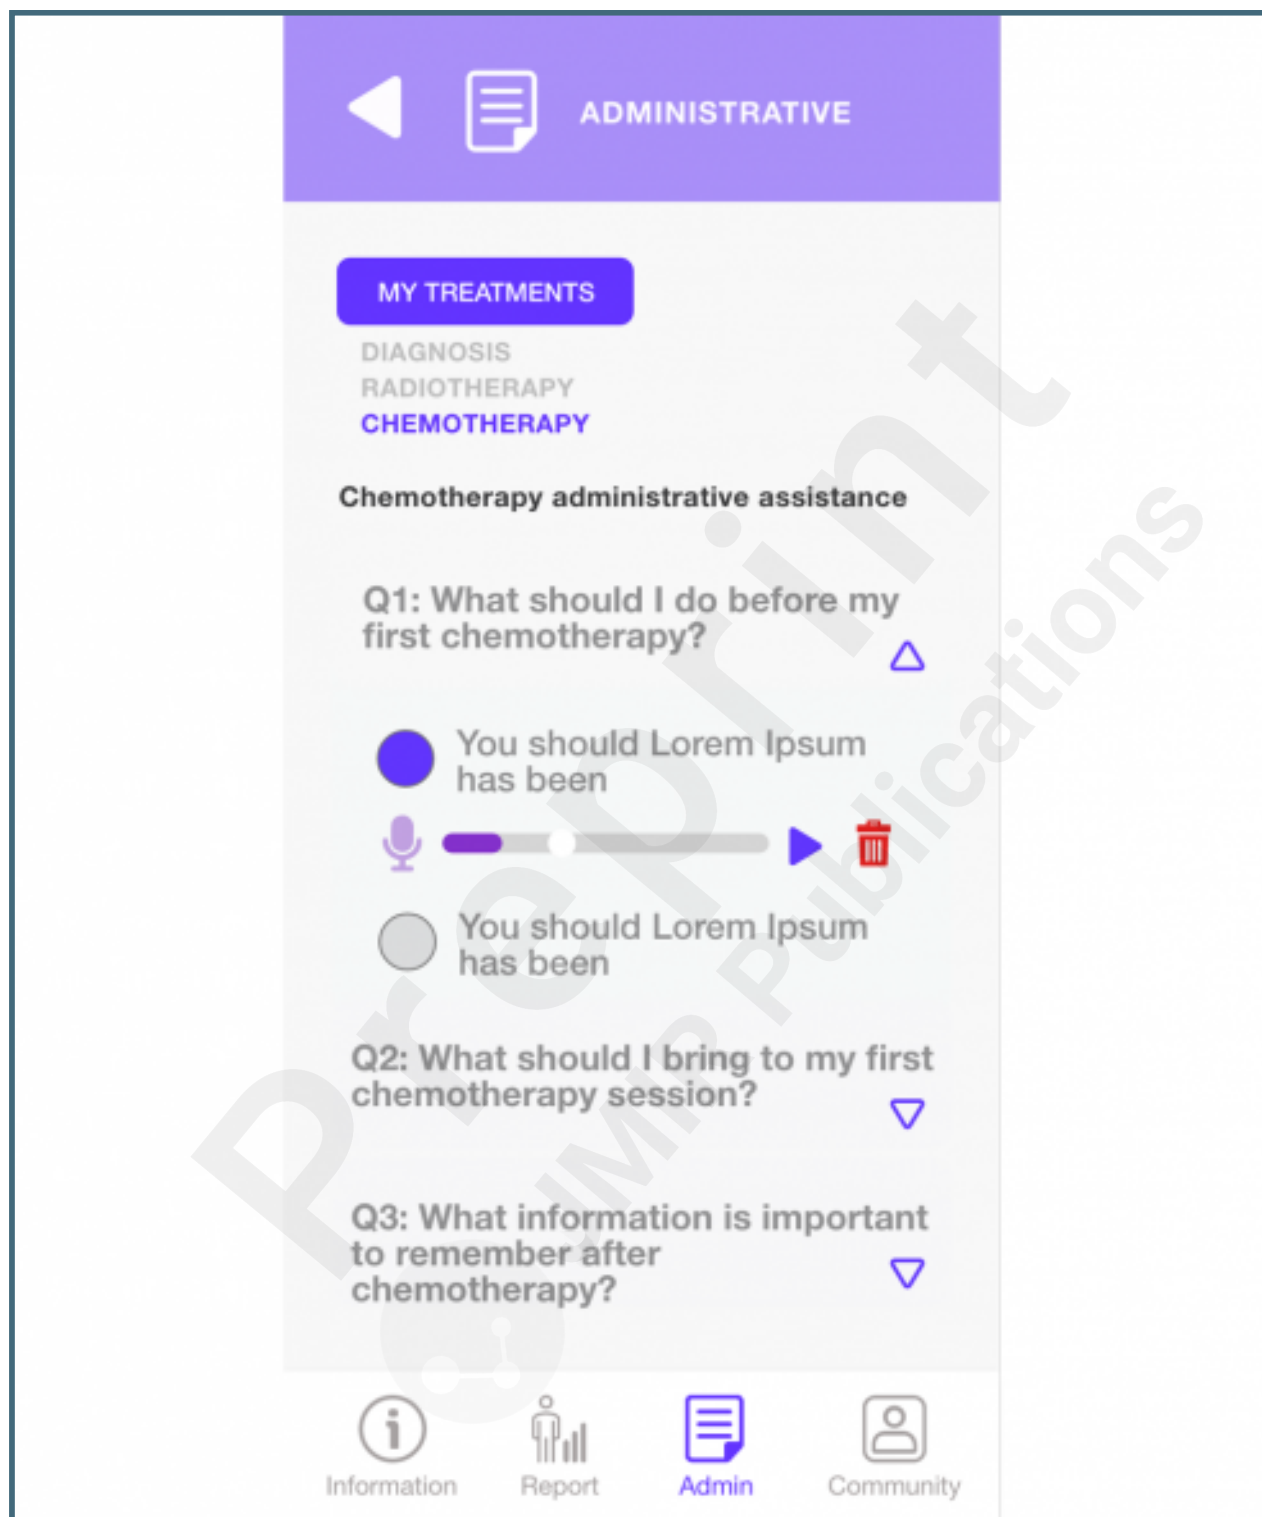 ADMINISTRATIVE
MY TREATMENTS
DIAGNOSIS
RADIOTHERAPY
CHEMOTHERAPY
Chemotherapy administrative assistance
Q1: What should I do before my
first chemotherapy?
You should Lorem Ipsum
has been
You should Lorem Ipsum
has been
Q2: What should I bring to my first
chemotherapy session?
Q3: What information is important
to remember after
chemotherapy?
Information
Report
Admin
Community
Preprint
JMIR Publications